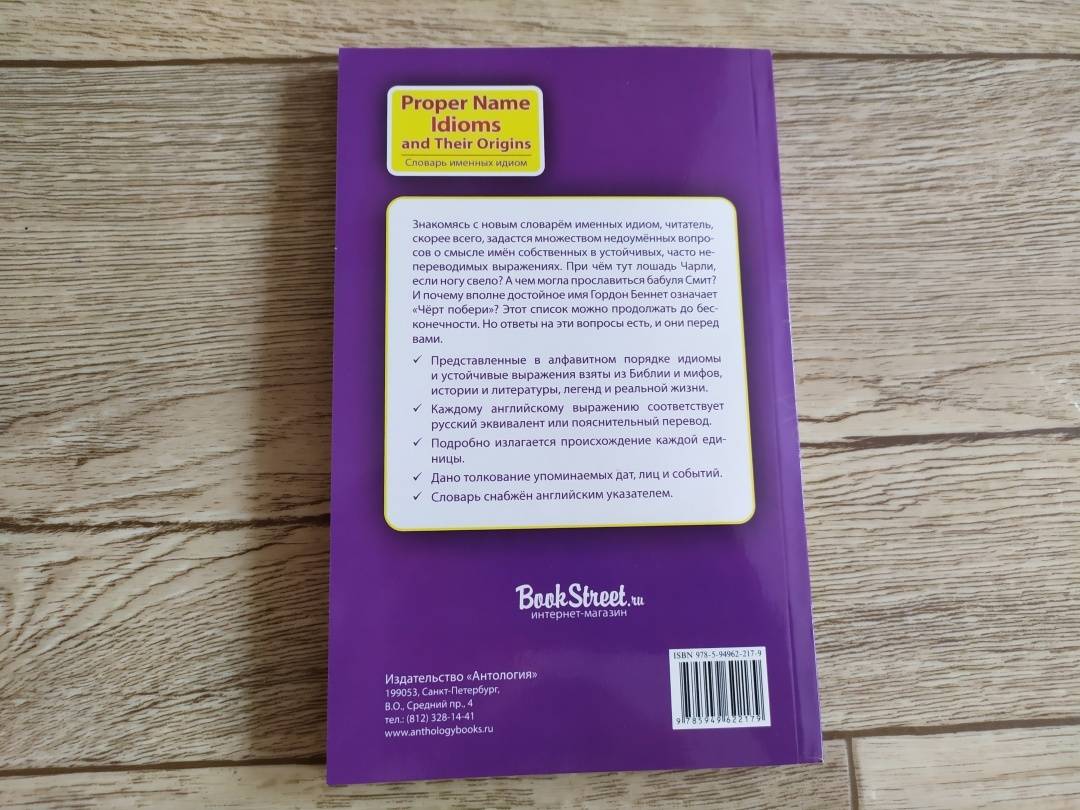 Proper Name
Idioms
and Their Origins
Словарь именных идиом
Знакомясь с новым словарём именных идиом, читатель,
скорее всего, задастся множеством недоумённых вопро-
сов о смысле имён собственных в устойчивых, часто не-
переводимых выражениях. При чём тут лошадь Чарли,
если ногу свело? А чем могла прославиться бабуля Смит?
И почему вполне достойное имя Гордон Беннет означает
«Чёрт побери»? Этот список можно продолжать до бес-
конечности. Но ответы на эти вопросы есть, и они перед
вами.
✓ Представленные в алфавитном порядке идиомы
и устойчивые выражения взяты из Библии и мифов,
истории и литературы, легенд и реальной жизни.
✓ Каждому английскому выражению соответствует
русский эквивалент или пояснительный перевод.
✓ Подробно излагается происхождение каждой еди-
ницы.
✓ Дано толкование упоминаемых дат, лиц и событий.
✓ Словарь снабжён английским указателем.
BookStreet.ru
интернет-магазин
Издательство «Антология»
199053, Санкт-Петербург,
В.О., Средний пр., 4
тел.: (812) 328-14-41
www.anthologybooks.ru
ISBN 978-5-94962-217-9
9 785949 622179